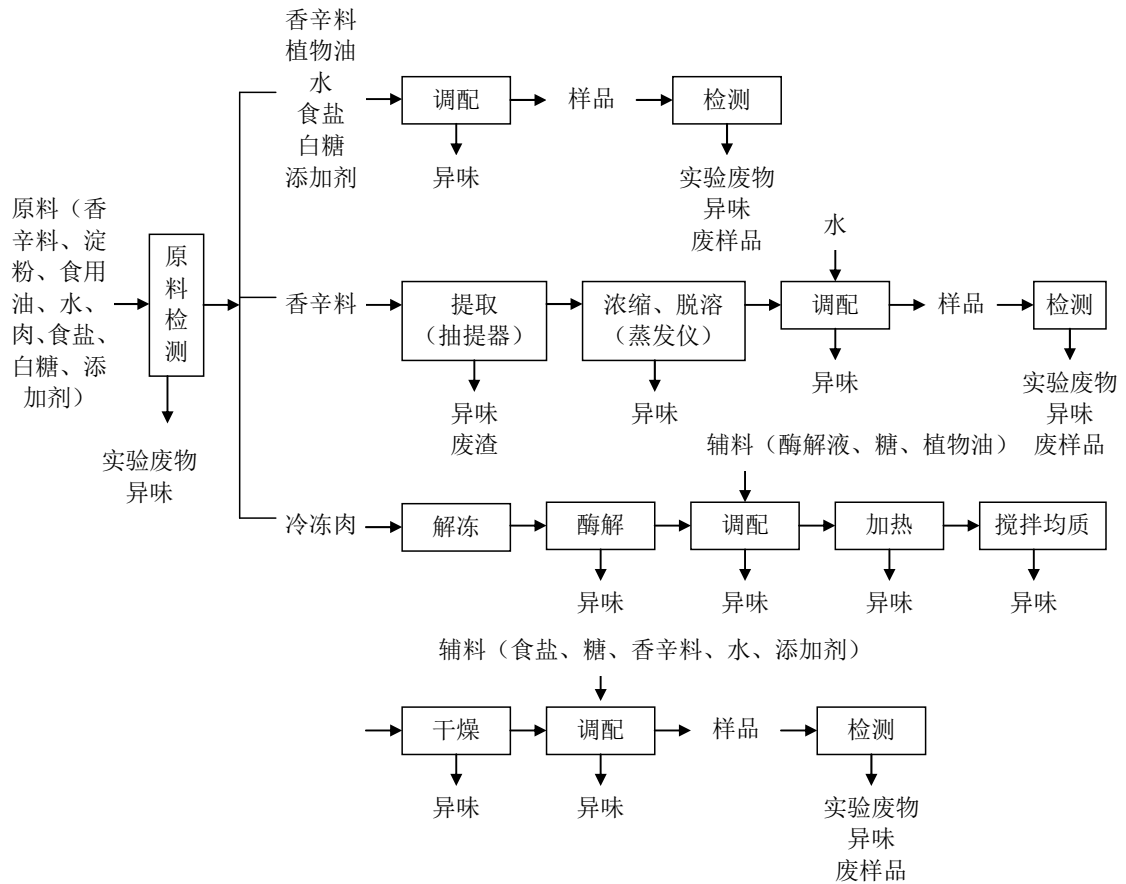 香辛料
植物油
水
食盐
白糖
添加剂
调配
样品
检测
异味
实验废物
异味
废样品
原料（香
辛料、淀
粉、食用
油、水、
肉、食盐、
白糖、添
加剂）
原
料
检
测
实验废物
异味
香辛料
提取
（抽提器）
异味
废渣
浓缩、脱溶
（蒸发仪）
异味
水
调配
异味
样品
检测
实验废物
异味
废样品
冷冻肉
解冻
酶解
异味
辅料（酶解液、糖、植物油）
调配
异味
加热
异味
搅拌均质
异味
干燥
异味
辅料（食盐、糖、香辛料、水、添加剂）
调配
异味
样品
检测
实验废物
异味
废样品